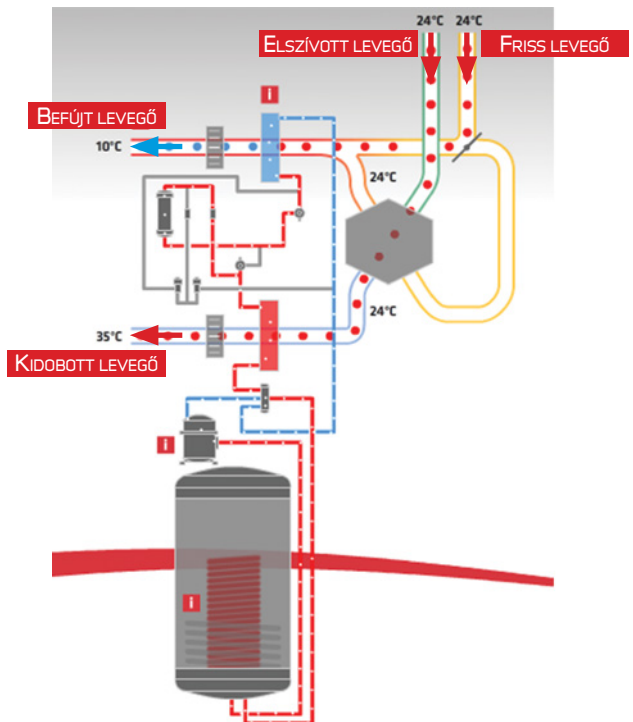 24°C 24°C
ELSZÍVOTT LEVEGŐ FRISS LEVEGŐ
i
BEFÚJT LEVEGŐ
10°C
24°C
24°C
35°C
KIDOBOTT LEVEGŐ
i
i